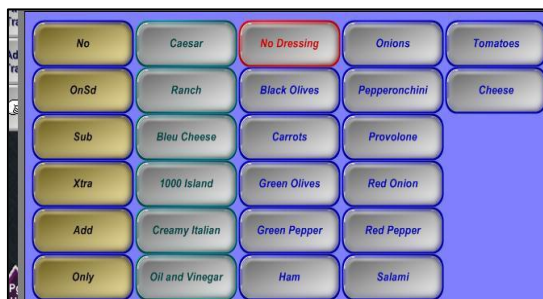 No Caesar No Dressing Onions Tomatoes
OnSd Ranch Black Olives Pepperonchini Cheese
Sub Bleu Cheese Carrots Provolone
Xtra 1000 Island Green Olives Red Onion
Add Creamy Italian Green Pepper Red Pepper
Only Oil and Vinegar Ham Salami